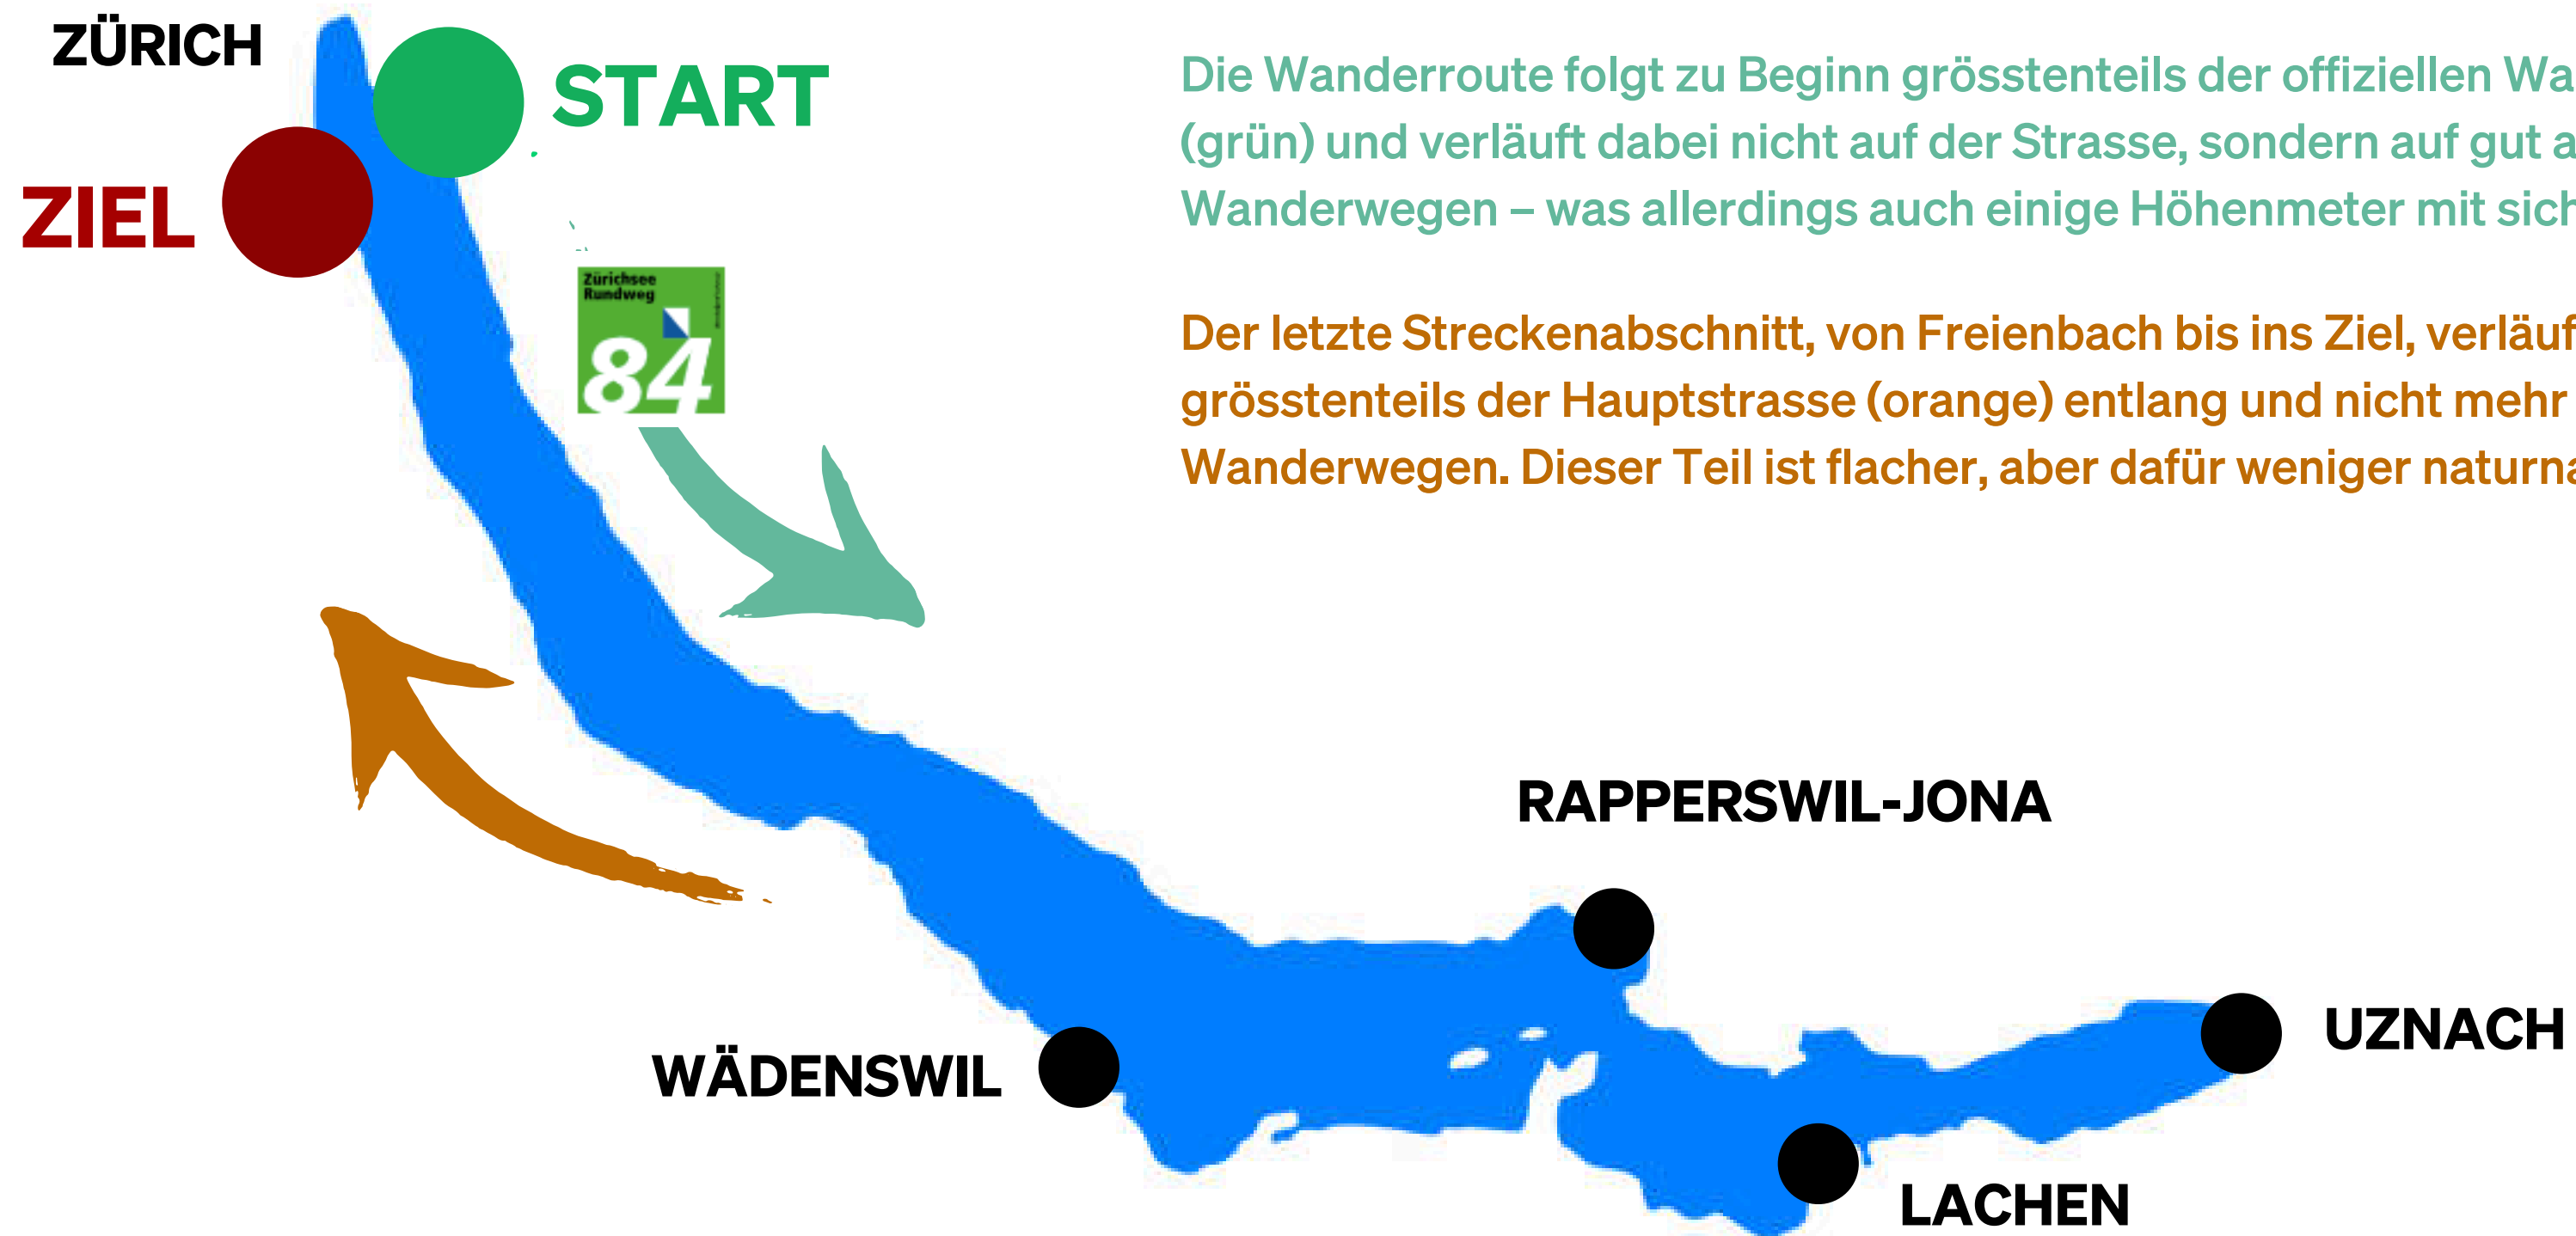 ZÜRICH
START
ZIEL
Die Wanderroute folgt zu Beginn grösstenteils der offiziellen
(grün) und verläuft dabei nicht auf der Strasse, sondern auf gut
Wanderwegen – was allerdings auch einige Höhenmeter mit sich
Der letzte Streckenabschnitt, von Freienbach bis ins Ziel,
grösstenteils der Hauptstrasse (orange) entlang und nicht mehr
Wanderwegen. Dieser Teil ist flacher, aber dafür weniger
Zürichsee
Rundweg
84
RAPPERSWIL-JONA
UZNACH
WÄDENSWIL
LACHEN